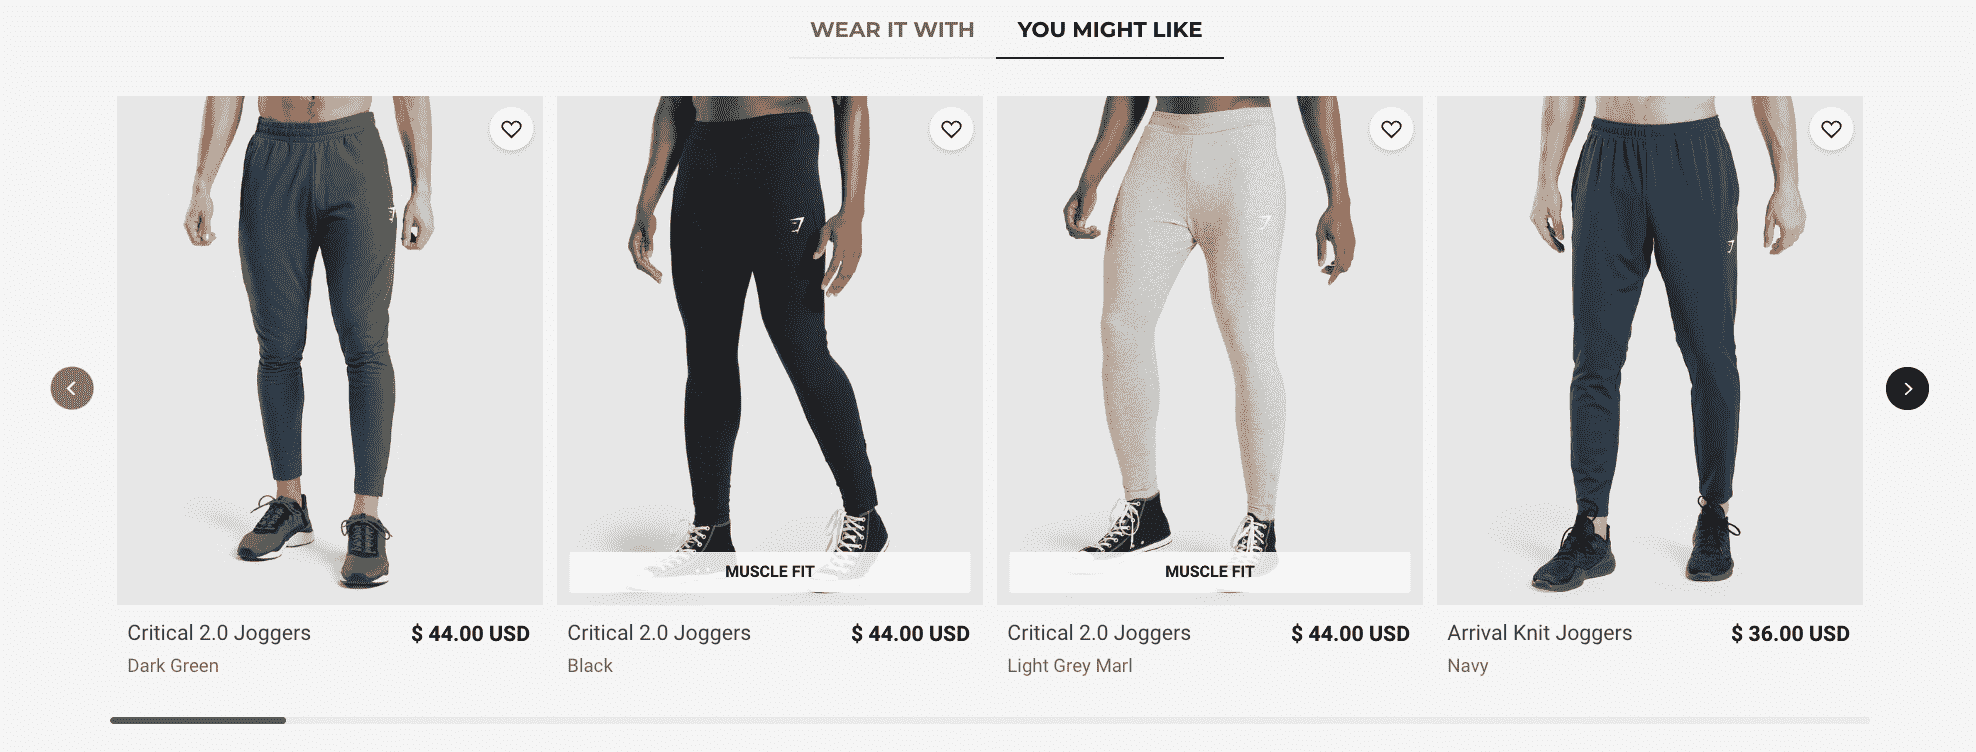 WEAR IT WITH
YOU MIGHT LIKE
MUSCLE FIT
MUSCLE FIT
Critical 2.0 Joggers
$ 44.00 USD
Dark Green
Critical 2.0 Joggers
$ 44.00 USD
Black
Critical 2.0 Joggers
$ 44.00 USD
Light Grey Marl
Arrival Knit Joggers
$ 36.00 USD
Navy